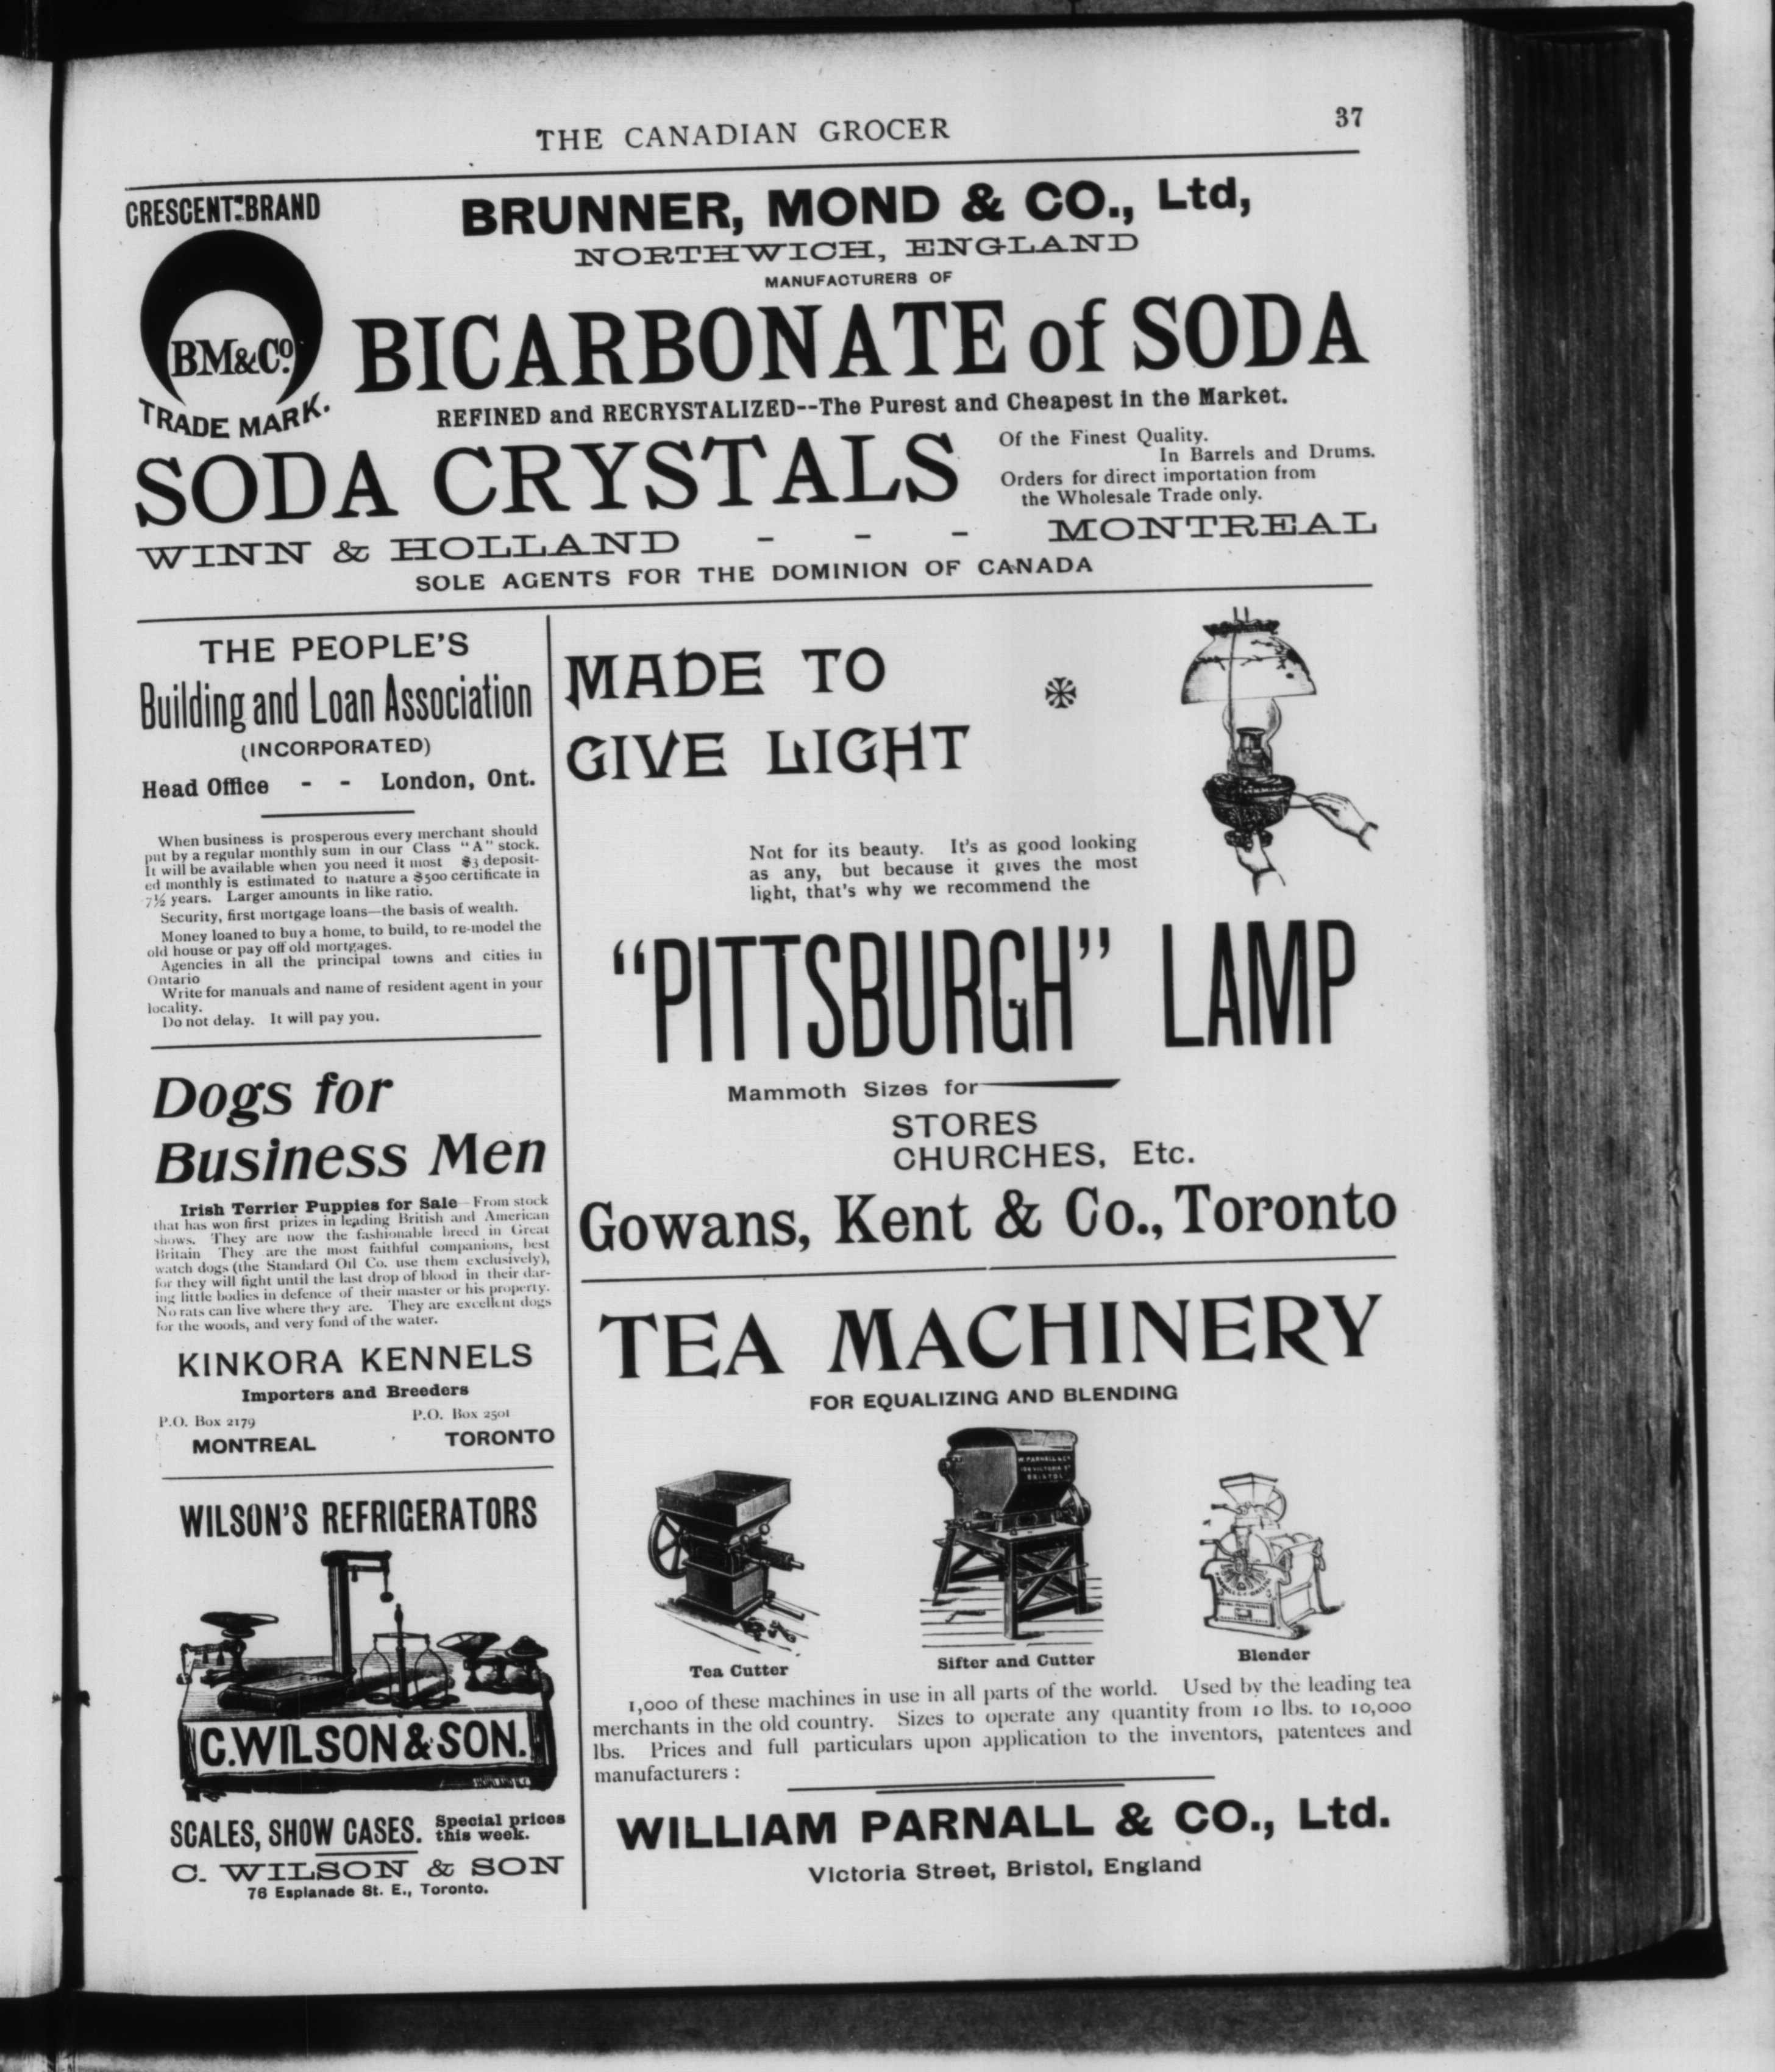 THE CANADIAN GROCER
37
CRESCENT BRAND
BM&Co.
TRADE MARK.
BRUNNER, MOND & CO., Ltd,
NORTHWICH, ENGLAND
MANUFACTURERS OF
BICARBONATE of SODA
REFINED and RECRYSTALIZED--The Purest and Cheapest in the Market.
SODA CRYSTALS
Of the Finest Quality.
In Barrels and Drums.
Orders for direct importation from
the Wholesale Trade only.
WINN & HOLLAND - - - MONTREAL
SOLE AGENTS FOR THE DOMINION OF CANADA
THE PEOPLE'S
Building and Loan Association
(INCORPORATED)
Head Office - - London, Ont.
When business is prosperous every merchant should
put by a regular monthly sum in our Class "A" stock.
It will be available when you need it most $3 deposit-
ed monthly is estimated to mature a $500 certificate in
7½ years. Larger amounts in like ratio.
Security, first mortgage loans—the basis of wealth.
Money loaned to buy a home, to build, to re-model the
old house or pay off old mortgages.
Agencies in all the principal towns and cities in
Ontario
Write for manuals and name of resident agent in your
locality.
Do not delay. It will pay you.
Dogs for
Business Men
Irish Terrier Puppies for Sale—From stock
that has won first prizes in leading British and American
shows. They are now the fashionable breed in Great
Britain They are the most faithful companions, best
watch dogs (the Standard Oil Co. use them exclusively),
for they will fight until the last drop of blood in their dar-
ing little bodies in defence of their master or his property.
No rats can live where they are. They are excellent dogs
for the woods, and very fond of the water.
KINKORA KENNELS
Importers and Breeders
P.O. Box 2179 P.O. Box 2501
MONTREAL TORONTO
WILSON'S REFRIGERATORS
C. WILSON & SON.
SCALES, SHOW CASES. Special prices
this week.
C. WILSON & SON
76 Esplanade St. E., Toronto.
MADE TO
GIVE LIGHT
Not for its beauty. It's as good looking
as any, but because it gives the most
light, that's why we recommend the
"PITTSBURGH" LAMP
Mammoth Sizes for
STORES
CHURCHES, Etc.
Gowans, Kent & Co., Toronto
TEA MACHINERY
FOR EQUALIZING AND BLENDING
W. PARNALL & Co
BRISTOL
Tea Cutter
Sifter and Cutter
Blender
1,000 of these machines in use in all parts of the world. Used by the leading tea
merchants in the old country. Sizes to operate any quantity from 10 lbs. to 10,000
lbs. Prices and full particulars upon application to the inventors, patentees and
manufacturers :
WILLIAM PARNALL & CO., Ltd.
Victoria Street, Bristol, England